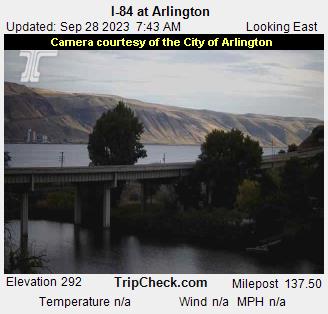 I-84 at Arlington
Updated: Sep 28 2023 7:43 AM Looking East
Camera courtesy of the City of Arlington
Elevation 292 TripCheck.com Milepost 137.50
Temperature n/a Wind n/a MPH n/a